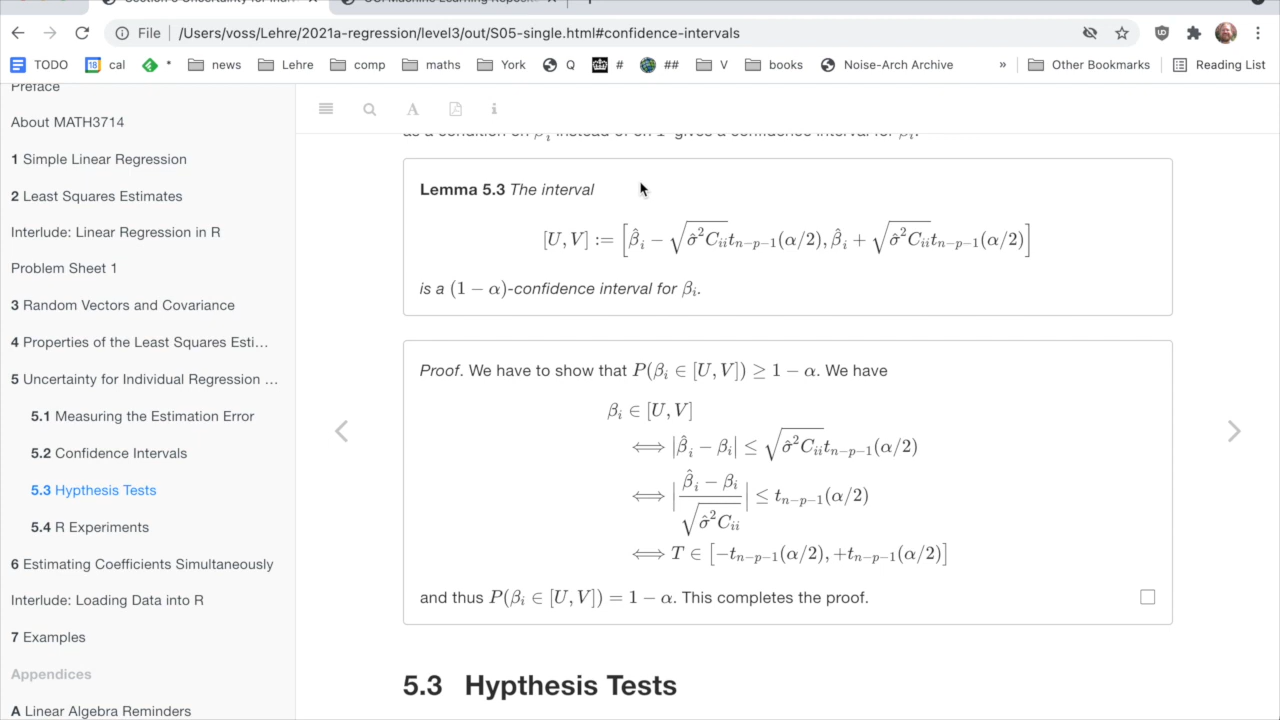 File | /Users/voss/Lehre/2021a-regression/level3/out/S05-single.html#confidence-intervals
TODO 18 cal * news Lehre comp maths York Q # ## V books Noise-Arch Archive » Other Bookmarks Reading List
Preface
About MATH3714
1 Simple Linear Regression
2 Least Squares Estimates
Interlude: Linear Regression in R
Problem Sheet 1
3 Random Vectors and Covariance
4 Properties of the Least Squares Esti…
5 Uncertainty for Individual Regression …
5.1 Measuring the Estimation Error
5.2 Confidence Intervals
5.3 Hypthesis Tests
5.4 R Experiments
6 Estimating Coefficients Simultaneously
Interlude: Loading Data into R
7 Examples
Appendices
A Linear Algebra Reminders
Lemma 5.3 The interval
[U, V] := [β̂_i − √(σ̂²C_ii) t_{n−p−1}(α/2), β̂_i + √(σ̂²C_ii) t_{n−p−1}(α/2)]
is a (1 − α)-confidence interval for β_i.
Proof. We have to show that P(β_i ∈ [U, V]) ≥ 1 − α. We have
β_i ∈ [U, V]
⟺ |β̂_i − β_i| ≤ √(σ̂²C_ii) t_{n−p−1}(α/2)
⟺ |(β̂_i − β_i)/√(σ̂²C_ii)| ≤ t_{n−p−1}(α/2)
⟺ T ∈ [−t_{n−p−1}(α/2), +t_{n−p−1}(α/2)]
and thus P(β_i ∈ [U, V]) = 1 − α. This completes the proof. □
5.3 Hypthesis Tests